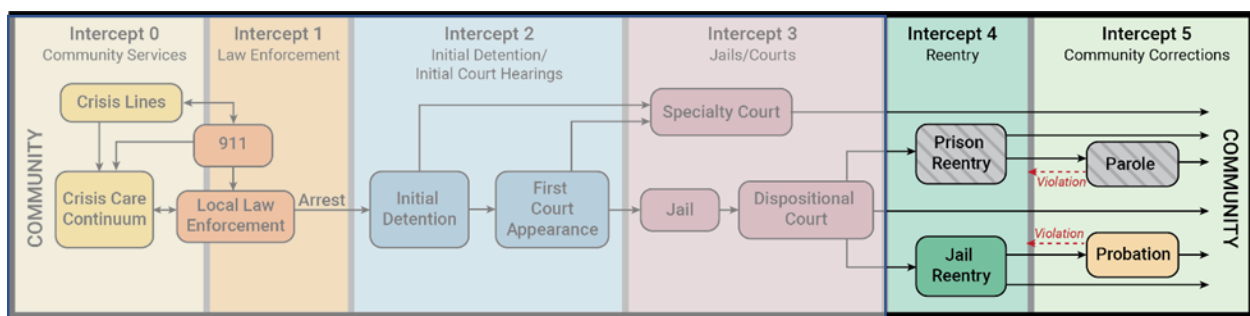 Intercept 0
Community Services
Intercept 1
Law Enforcement
Intercept 2
Initial Detention/
Initial Court Hearings
Intercept 3
Jails/Courts
Intercept 4
Reentry
Intercept 5
Community Corrections
COMMUNITY
Crisis Lines
911
Crisis Care
Continuum
Local Law
Enforcement
Arrest
Initial
Detention
First
Court
Appearance
Specialty Court
Jail
Dispositional
Court
Prison
Reentry
Violation
Parole
Jail
Reentry
Violation
Probation
COMMUNITY